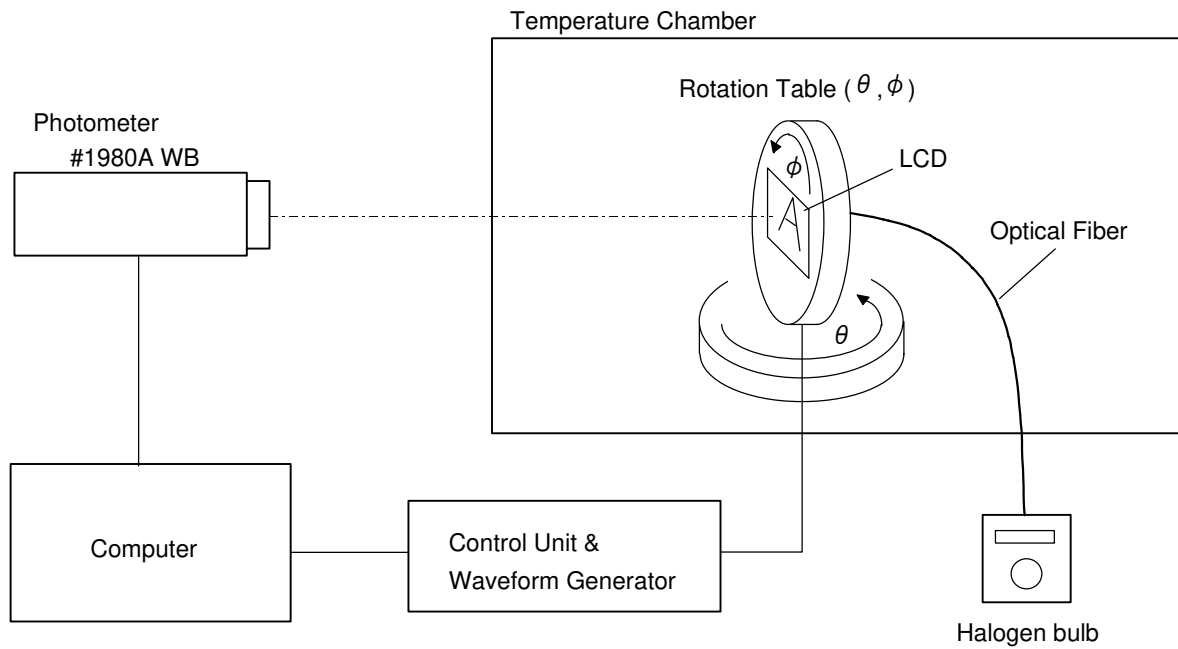 Temperature Chamber
Rotation Table ( θ , ϕ )
Photometer
#1980A WB
LCD
ϕ
A
Optical Fiber
θ
Computer
Control Unit &
Waveform Generator
Halogen bulb